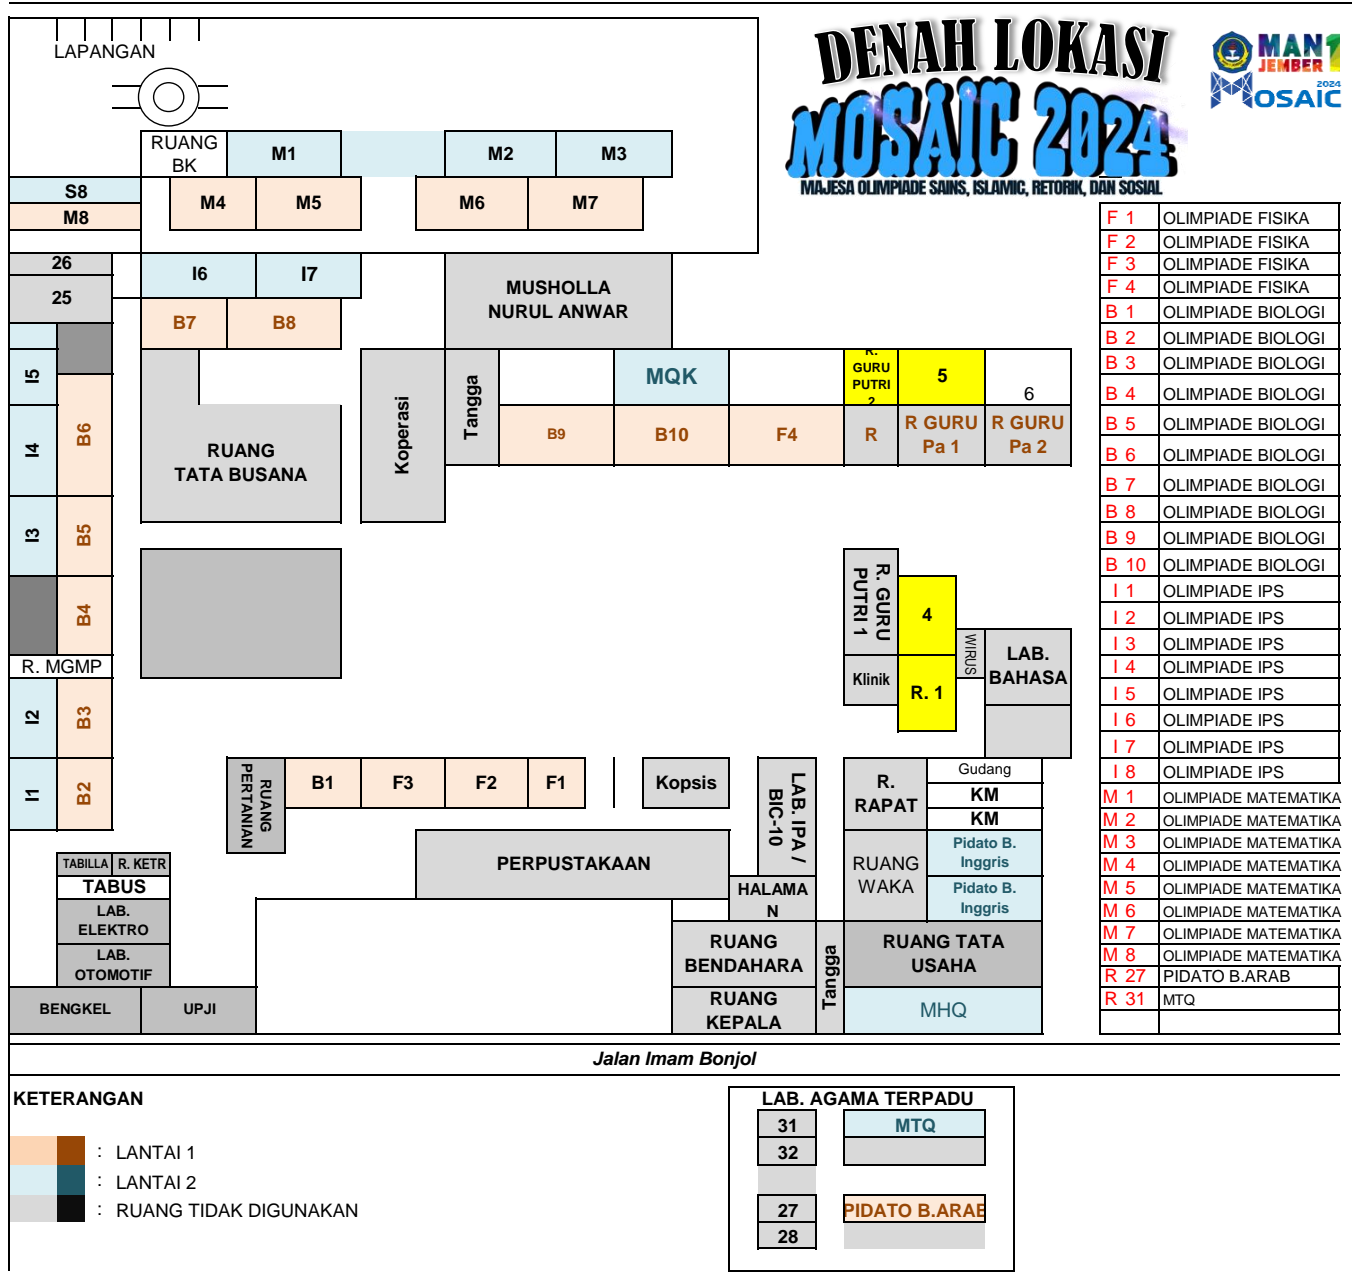 DENAH LOKASI
MOSAIC 2024
MAJESA OLIMPIADE SAINS, ISLAMIC, RETORIK, DAN SOSIAL
MAN 1
JEMBER
2024
MOSAIC
LAPANGAN
RUANG
BK
M1
M2
M3
S8
M8
M4
M5
M6
M7
26
25
I6
I7
B7
B8
MUSHOLLA
NURUL ANWAR
I5
I4
I3
B6
B5
B4
R. MGMP
I2
B3
I1
B2
RUANG
TATA BUSANA
Koperasi
Tangga
MQK
R.
GURU
PUTRI
2
5
6
B9
B10
F4
R
R GURU
Pa 1
R GURU
Pa 2
R. GURU
PUTRI 1
4
Klinik
R. 1
WIRUS
LAB.
BAHASA
RUANG
PERTANIAN
B1
F3
F2
F1
Kopsis
LAB. IPA /
BIC-10
R.
RAPAT
Gudang
KM
KM
PERPUSTAKAAN
RUANG
WAKA
Pidato B.
Inggris
Pidato B.
Inggris
HALAMA
N
TABILLA
R. KETR
TABUS
LAB.
ELEKTRO
LAB.
OTOMOTIF
BENGKEL
UPJI
RUANG
BENDAHARA
RUANG
KEPALA
Tangga
RUANG TATA
USAHA
MHQ
F 1 OLIMPIADE FISIKA
F 2 OLIMPIADE FISIKA
F 3 OLIMPIADE FISIKA
F 4 OLIMPIADE FISIKA
B 1 OLIMPIADE BIOLOGI
B 2 OLIMPIADE BIOLOGI
B 3 OLIMPIADE BIOLOGI
B 4 OLIMPIADE BIOLOGI
B 5 OLIMPIADE BIOLOGI
B 6 OLIMPIADE BIOLOGI
B 7 OLIMPIADE BIOLOGI
B 8 OLIMPIADE BIOLOGI
B 9 OLIMPIADE BIOLOGI
B 10 OLIMPIADE BIOLOGI
I 1 OLIMPIADE IPS
I 2 OLIMPIADE IPS
I 3 OLIMPIADE IPS
I 4 OLIMPIADE IPS
I 5 OLIMPIADE IPS
I 6 OLIMPIADE IPS
I 7 OLIMPIADE IPS
I 8 OLIMPIADE IPS
M 1 OLIMPIADE MATEMATIKA
M 2 OLIMPIADE MATEMATIKA
M 3 OLIMPIADE MATEMATIKA
M 4 OLIMPIADE MATEMATIKA
M 5 OLIMPIADE MATEMATIKA
M 6 OLIMPIADE MATEMATIKA
M 7 OLIMPIADE MATEMATIKA
M 8 OLIMPIADE MATEMATIKA
R 27 PIDATO B.ARAB
R 31 MTQ
Jalan Imam Bonjol
KETERANGAN
: LANTAI 1
: LANTAI 2
: RUANG TIDAK DIGUNAKAN
LAB. AGAMA TERPADU
31 MTQ
32
27 PIDATO B.ARAB
28